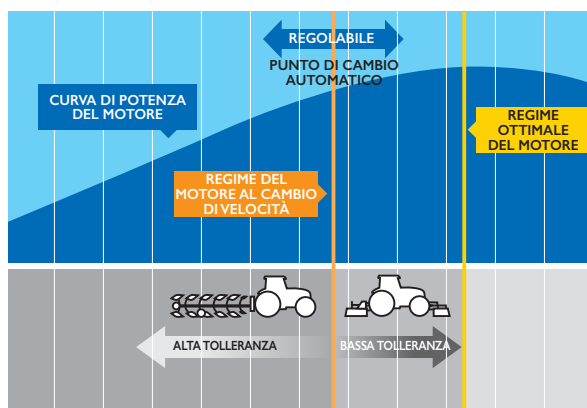 REGOLABILE
PUNTO DI CAMBIO
AUTOMATICO
CURVA DI POTENZA
DEL MOTORE
REGIME
OTTIMALE
DEL MOTORE
REGIME DEL
MOTORE AL CAMBIO
DI VELOCITÀ
ALTA TOLLERANZA
BASSA TOLLERANZA